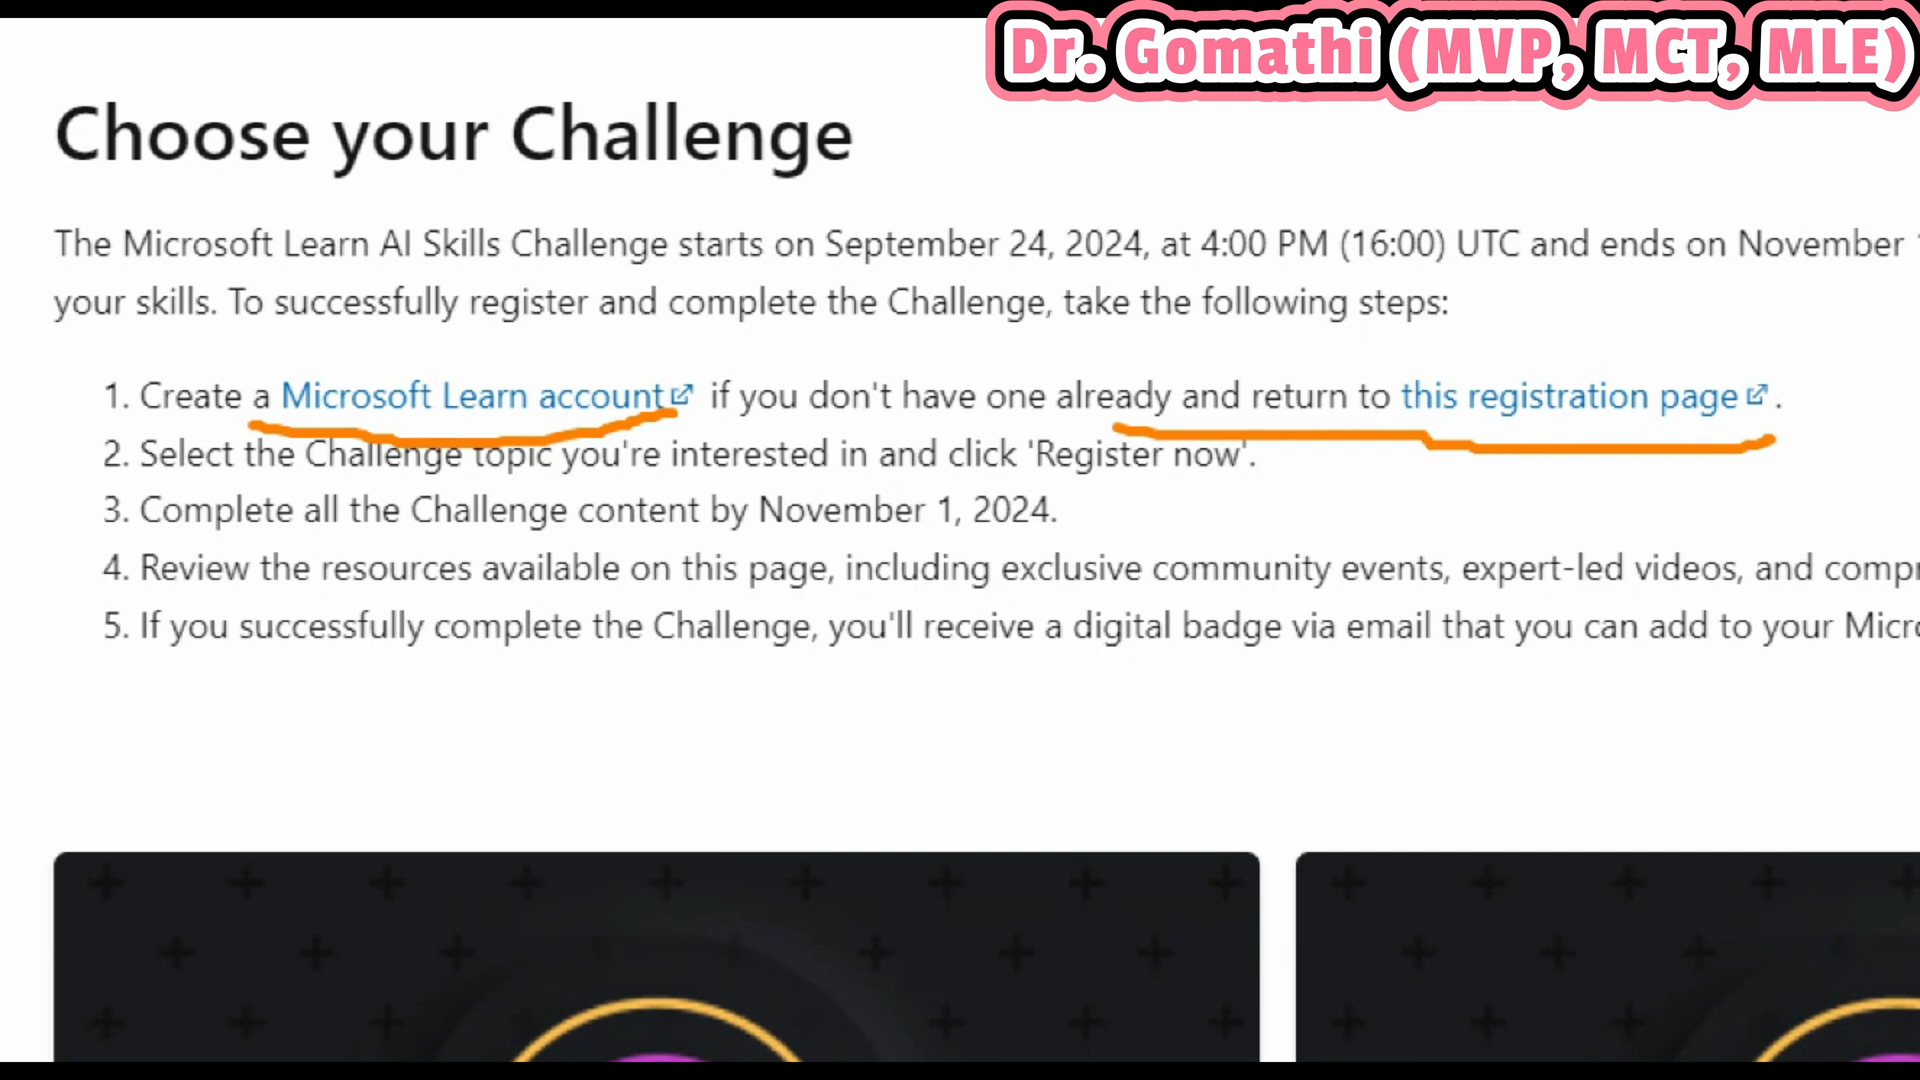 Dr. Gomathi (MVP, MCT, MLE)
Choose your Challenge
The Microsoft Learn AI Skills Challenge starts on September 24, 2024, at 4:00 PM (16:00) UTC and ends on November
your skills. To successfully register and complete the Challenge, take the following steps:
1. Create a Microsoft Learn account if you don't have one already and return to this registration page.
2. Select the Challenge topic you're interested in and click 'Register now'.
3. Complete all the Challenge content by November 1, 2024.
4. Review the resources available on this page, including exclusive community events, expert-led videos, and
5. If you successfully complete the Challenge, you'll receive a digital badge via email that you can add to your